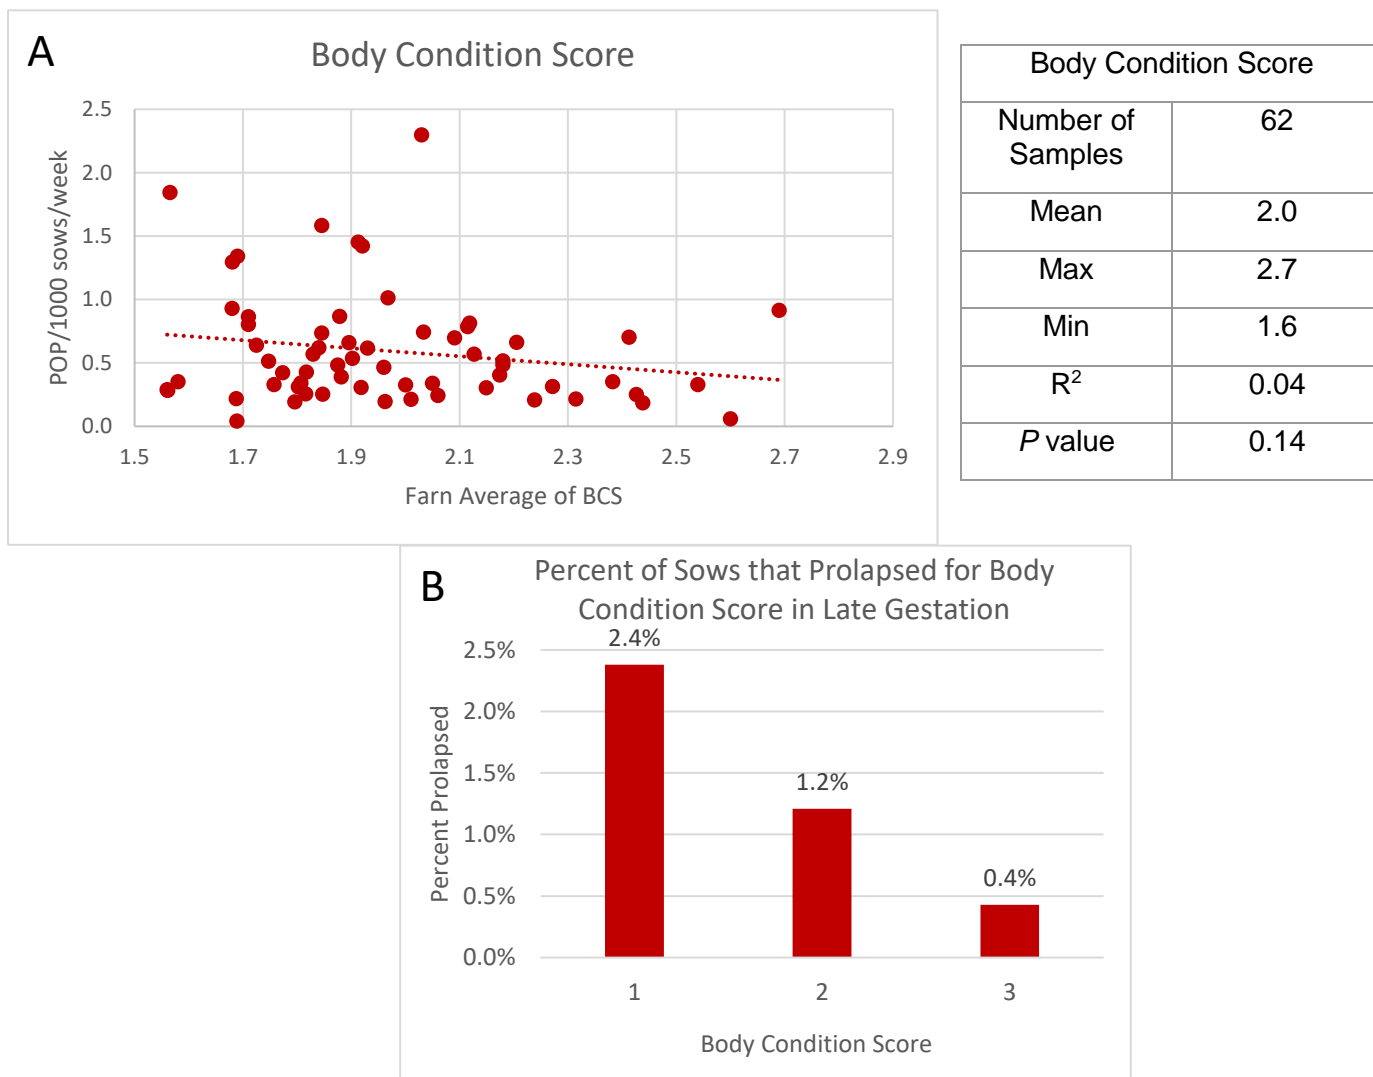 A
Body Condition Score
2.5
2.0
1.5
1.0
0.5
0.0
POP/1000 sows/week
1.5 1.7 1.9 2.1 2.3 2.5 2.7 2.9
Farn Average of BCS
Body Condition Score
Number of
Samples
62
Mean 2.0
Max 2.7
Min 1.6
R² 0.04
P value 0.14
B
Percent of Sows that Prolapsed for Body
Condition Score in Late Gestation
2.5%
2.0%
1.5%
1.0%
0.5%
0.0%
Percent Prolapsed
2.4%
1.2%
0.4%
1 2 3
Body Condition Score